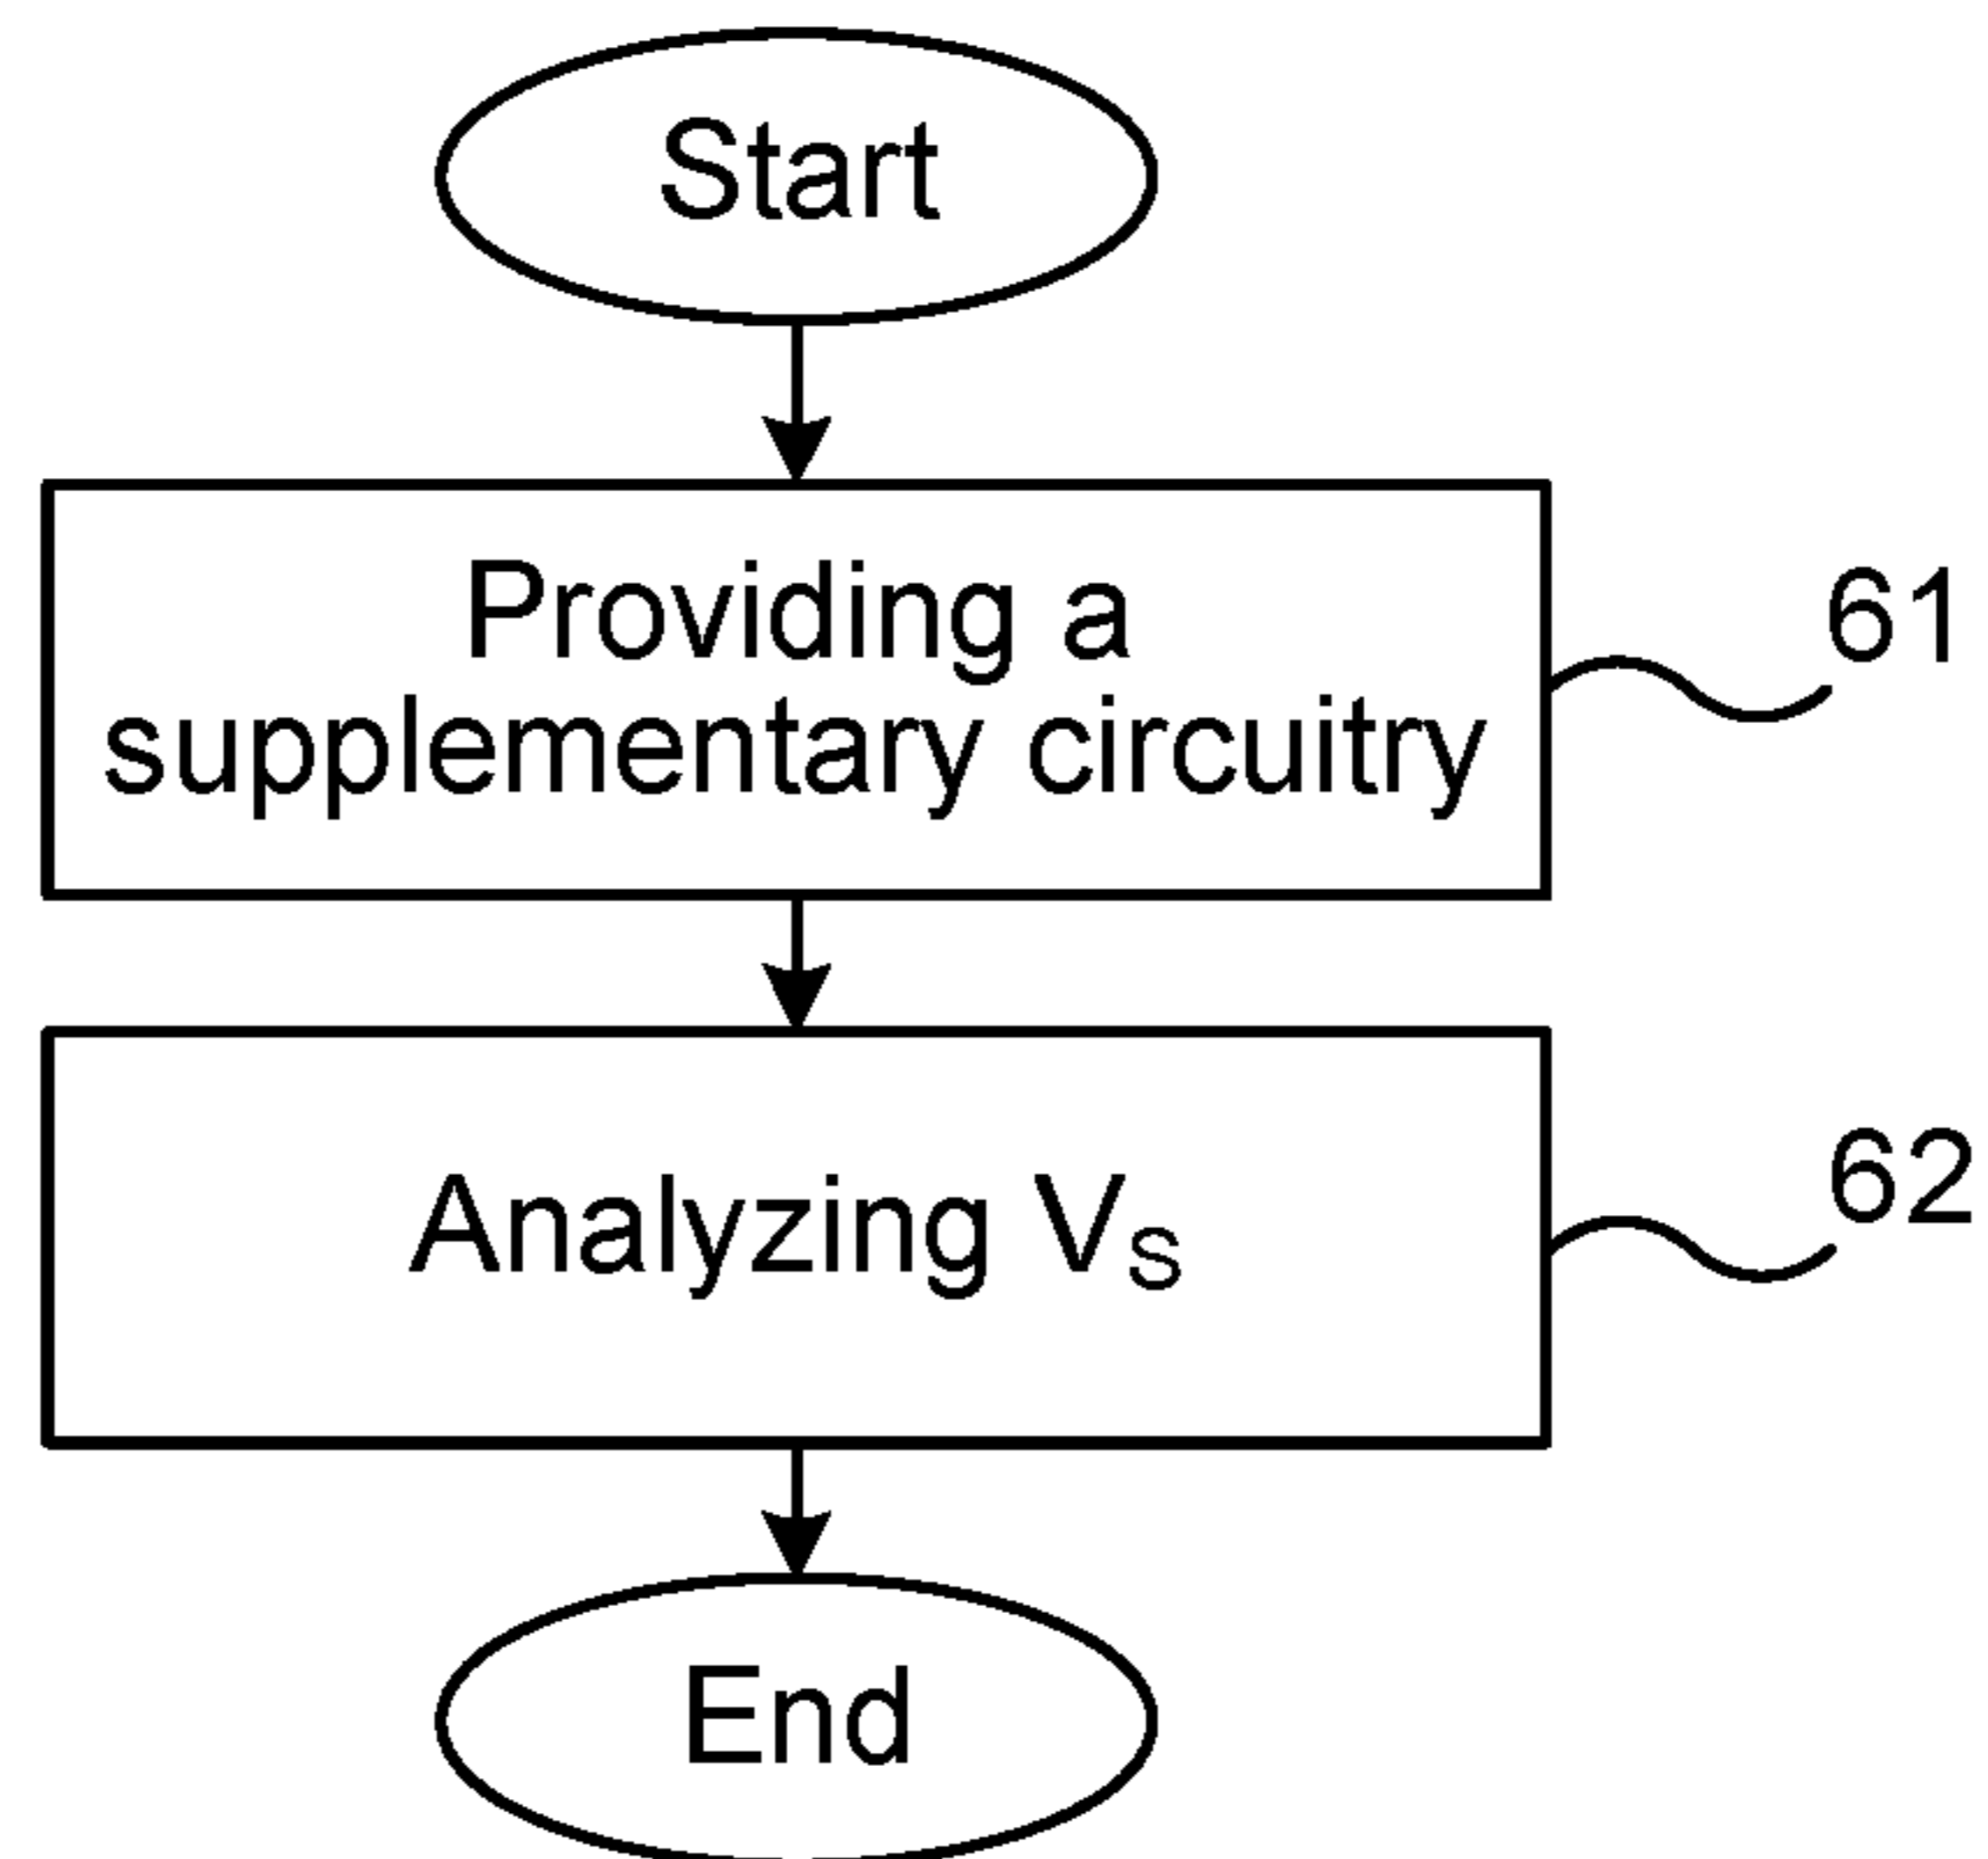 Start
Providing a
supplementary circuitry
61
Analyzing VS
62
End